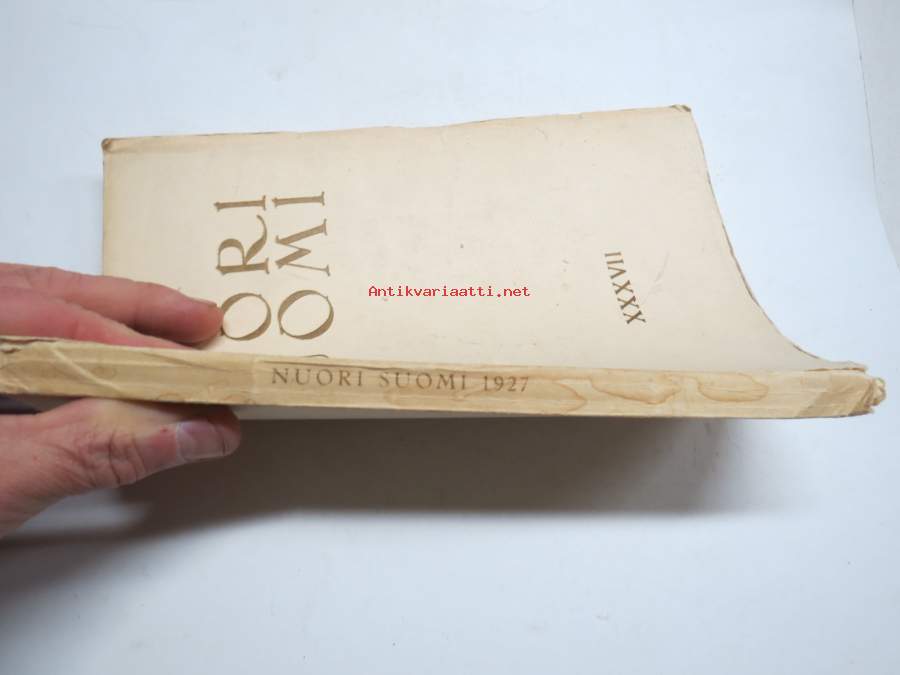 ORI
OMI
XXXVII
Antikvariaatti.net
NUORI SUOMI 1927